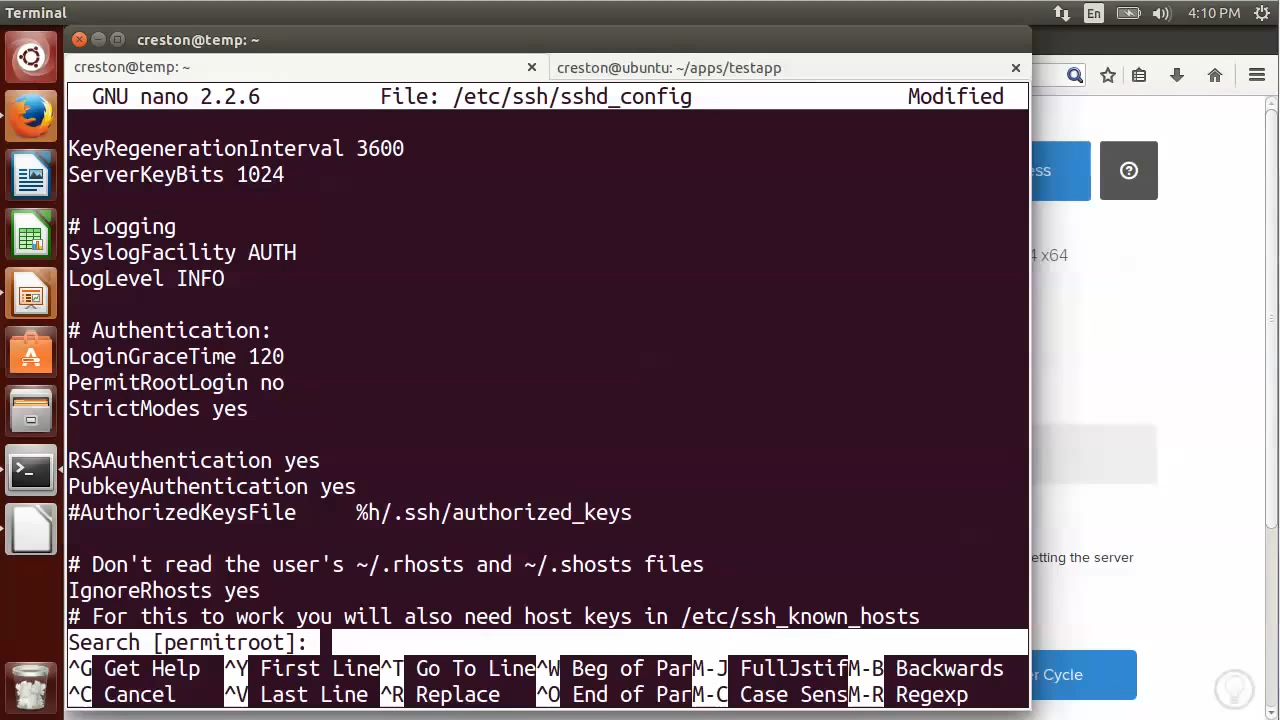 Terminal
En
4:10 PM
creston@temp: ~
creston@temp: ~ × creston@ubuntu: ~/apps/testapp ×
GNU nano 2.2.6 File: /etc/ssh/sshd_config Modified
KeyRegenerationInterval 3600
ServerKeyBits 1024
# Logging
SyslogFacility AUTH
LogLevel INFO
# Authentication:
LoginGraceTime 120
PermitRootLogin no
StrictModes yes
RSAAuthentication yes
PubkeyAuthentication yes
#AuthorizedKeysFile %h/.ssh/authorized_keys
# Don't read the user's ~/.rhosts and ~/.shosts files
IgnoreRhosts yes
# For this to work you will also need host keys in /etc/ssh_known_hosts
Search [permitroot]:
^G Get Help ^Y First Line ^T Go To Line ^W Beg of Par M-J FullJstif M-B Backwards
^C Cancel ^V Last Line ^R Replace ^O End of Par M-C Case Sens M-R Regexp
ess
4 x64
etting the server
r Cycle